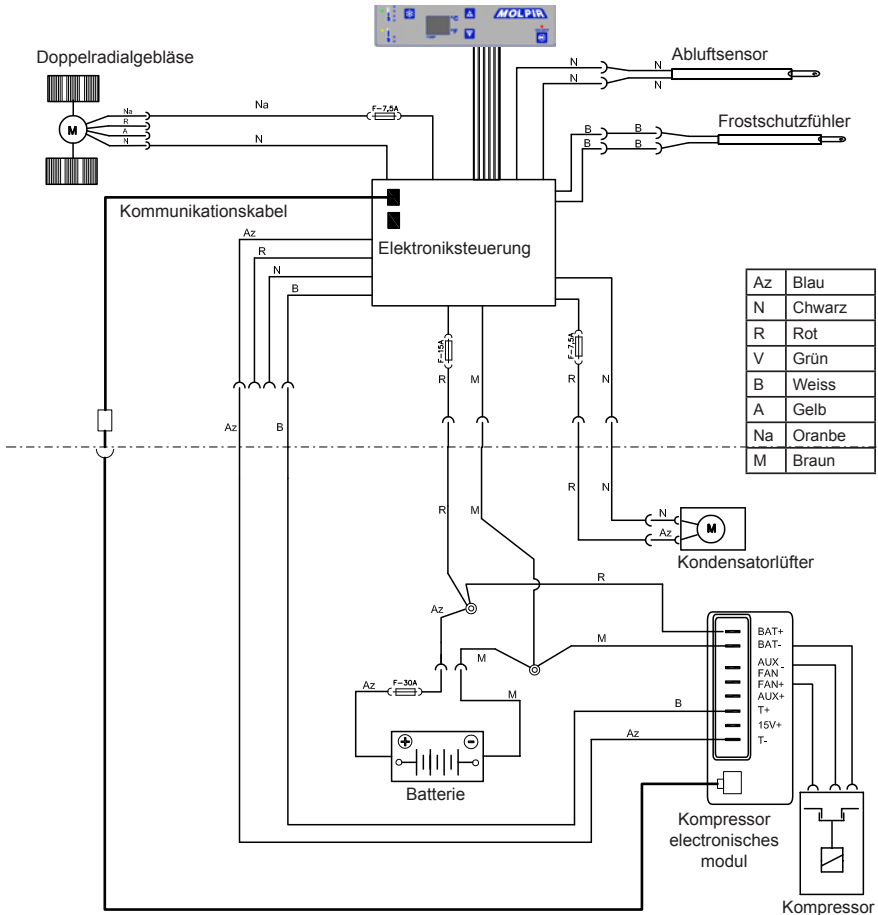 MOLPIR
Doppelradialgebläse
Abluftsensor
N
N
N
N
Na
Na
F-7,5A
R
A
N
N
M
Frostschutzfühler
B
B
B
B
Kommunikationskabel
Elektroniksteuerung
Az
R
N
B
Az Blau
N Chwarz
R Rot
V Grün
B Weiss
A Gelb
Na Oranbe
M Braun
F-15A
F-7,5A
R
M
R
N
Az
B
R
M
R
N
N
Az
M
Kondensatorlüfter
R
Az
M
M
Az
F-30A
M
B
Az
+
-
Batterie
BAT+
BAT-
AUX -
FAN
FAN+
AUX+
T+
15V+
T-
Kompressor
electronisches
modul
Kompressor